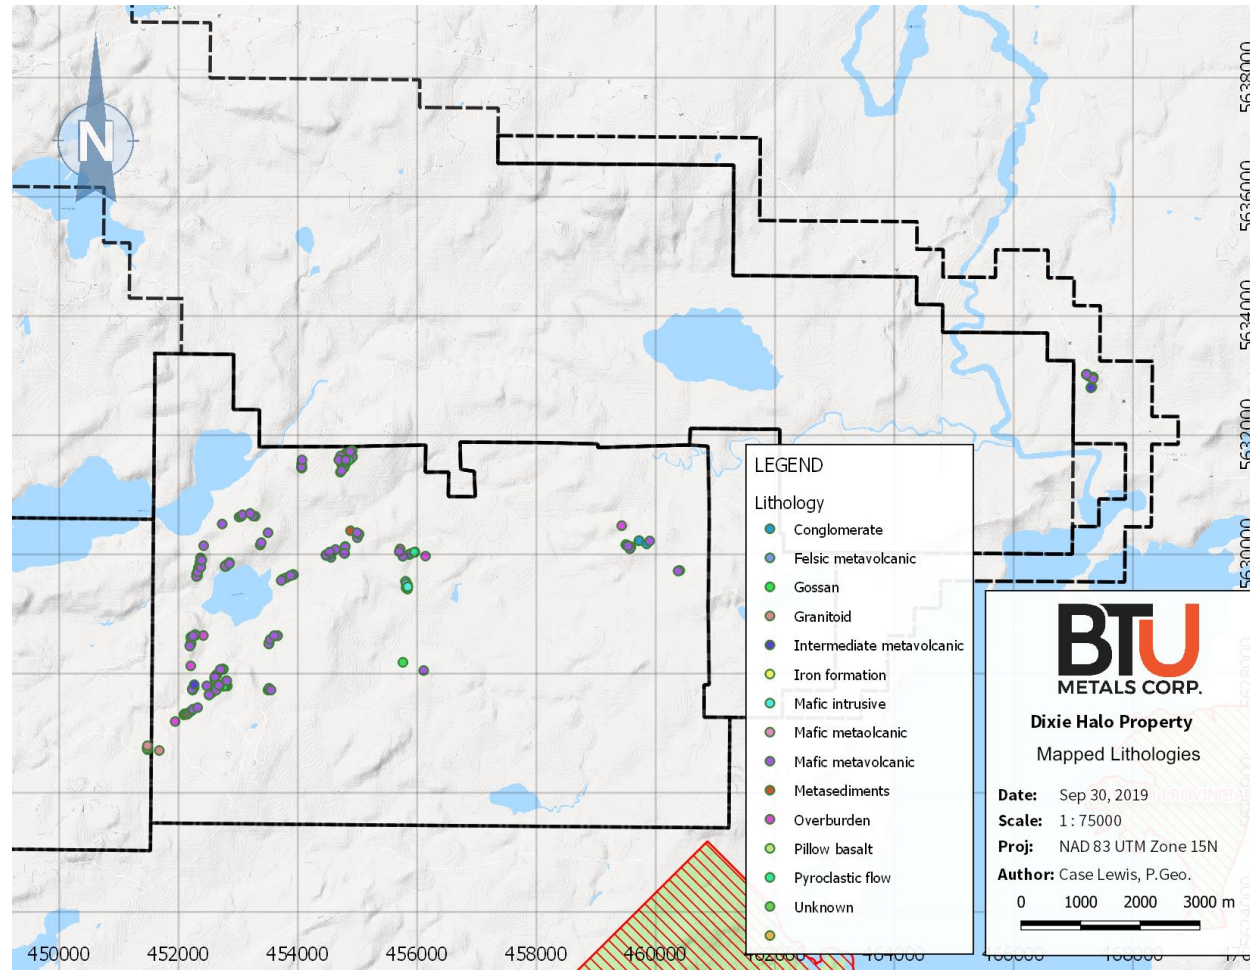 N
5638000
5636000
5634000
5632000
5630000
LEGEND
Lithology
Conglomerate
Felsic metavolcanic
Gossan
Granitoid
Intermediate metavolcanic
Iron formation
Mafic intrusive
Mafic metaolcanic
Mafic metavolcanic
Metasediments
Overburden
Pillow basalt
Pyroclastic flow
Unknown
BTU
METALS CORP.
Dixie Halo Property
Mapped Lithologies
Date: Sep 30, 2019
Scale: 1 : 75000
Proj: NAD 83 UTM Zone 15N
Author: Case Lewis, P.Geo.
0 1000 2000 3000 m
450000 452000 454000 456000 458000 460000